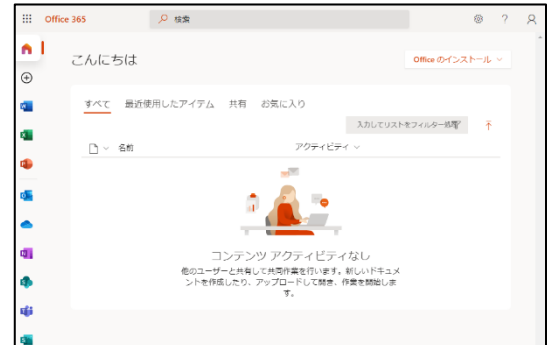 Office 365
検索
?
こんにちは
Office のインストール
すべて 最近使用したアイテム 共有 お気に入り
入力してリストをフィルター処理
名前 アクティビティ
コンテンツ アクティビティなし
他のユーザーと共有して共同作業を行います。新しいドキュメ
ントを作成したり、アップロードして開き、作業を開始しま
す。